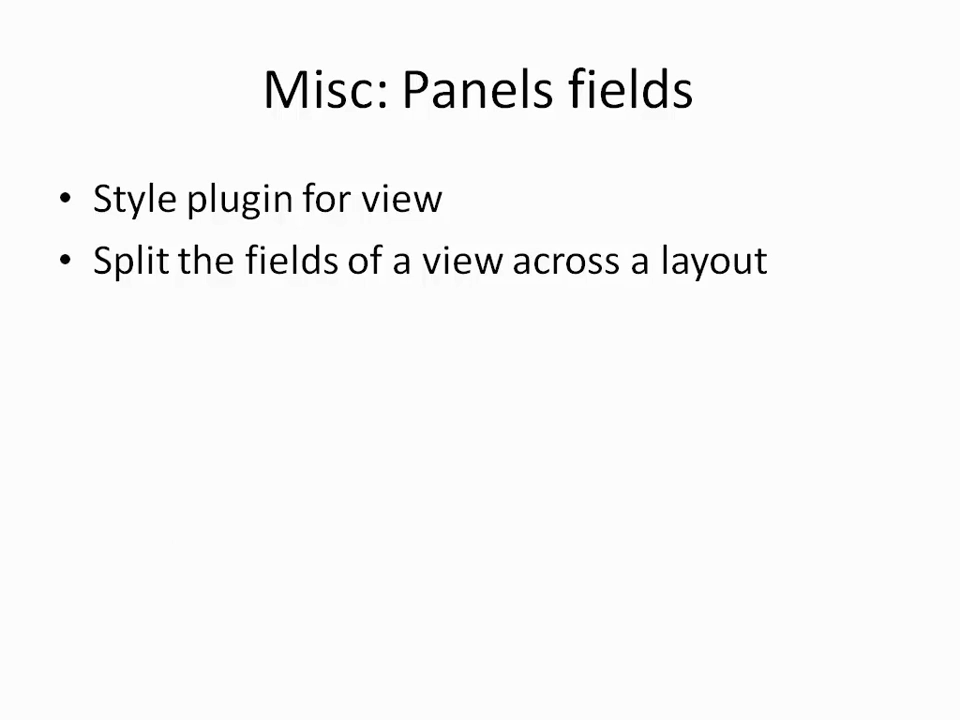 Misc: Panels fields
• Style plugin for view
• Split the fields of a view across a layout